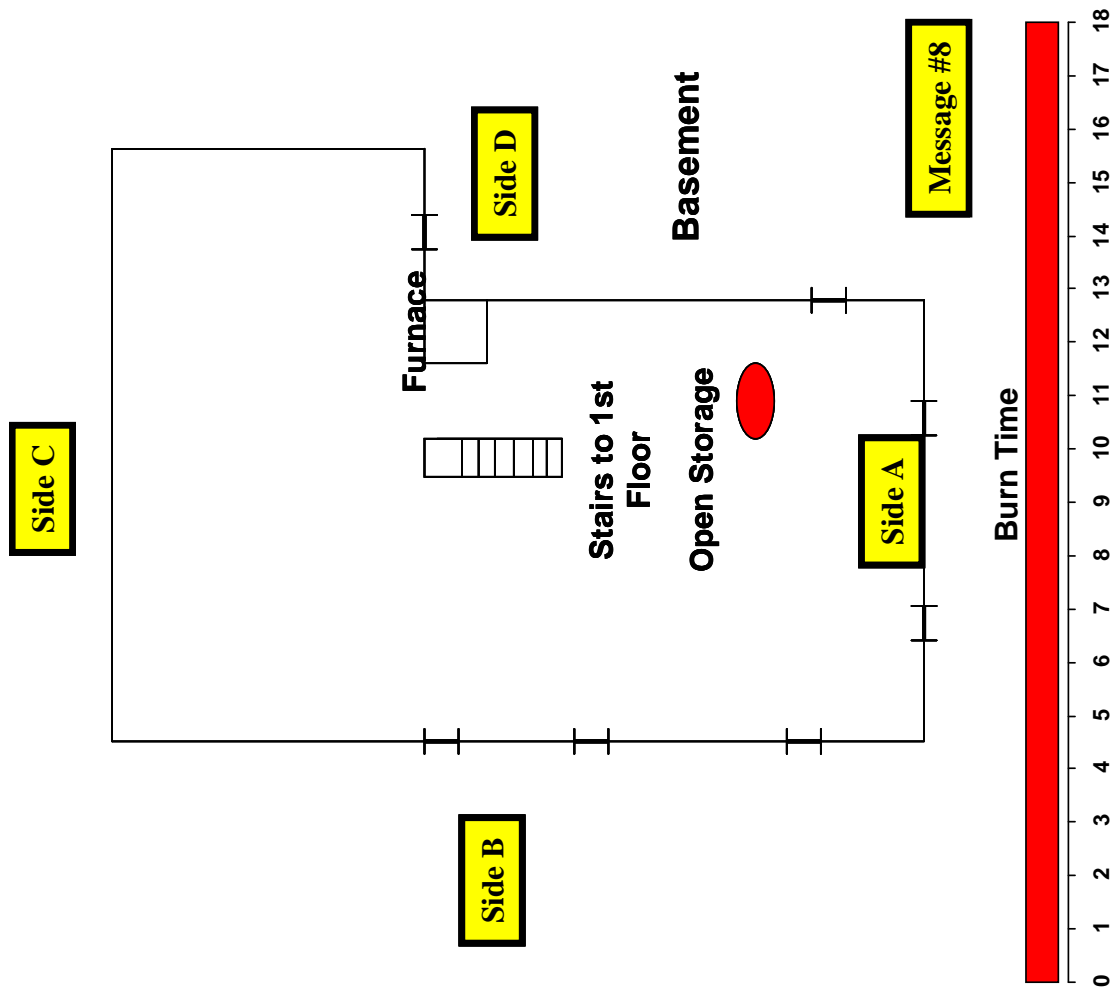 Side C
Side D
Furnace
Basement
Stairs to 1st
Floor
Open Storage
Side B
Side A
Message #8
Burn Time
0 1 2 3 4 5 6 7 8 9 10 11 12 13 14 15 16 17 18